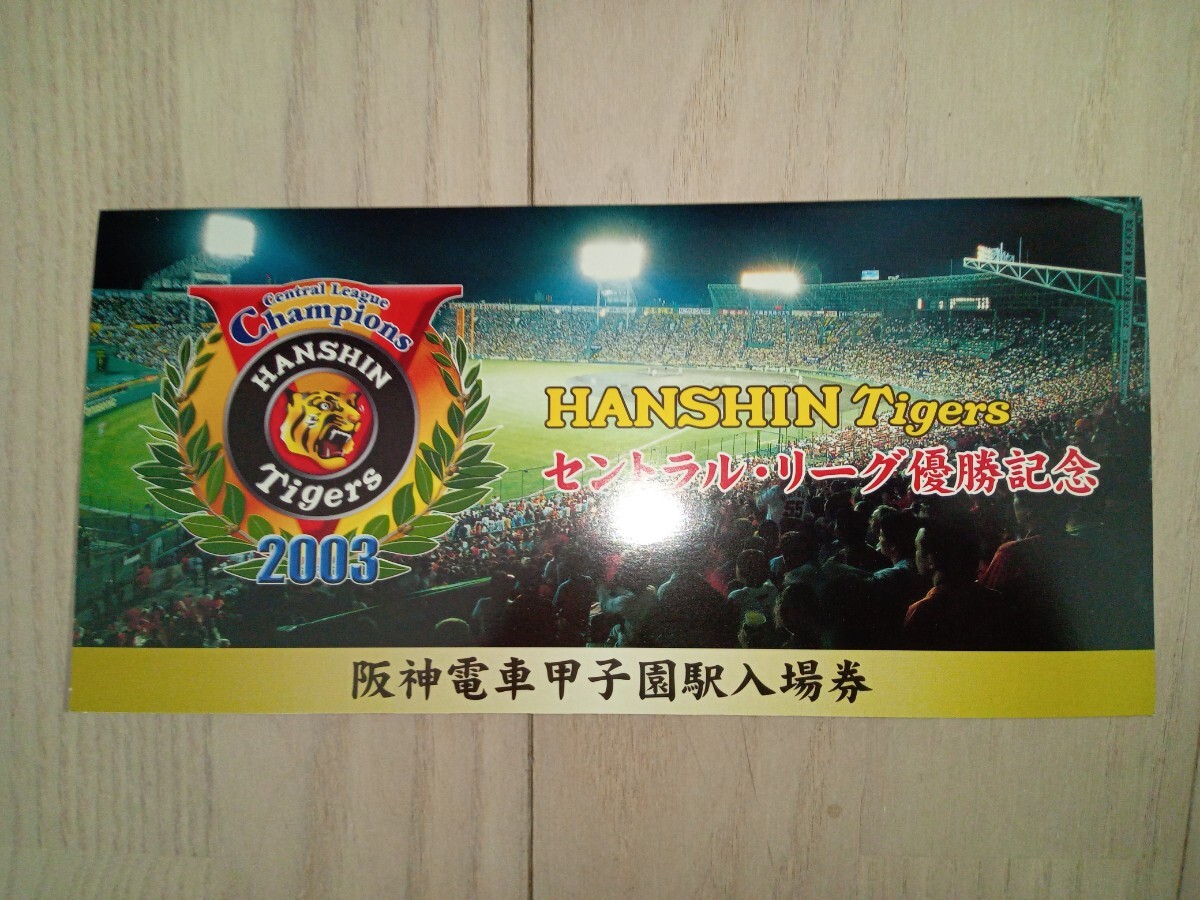 Central League
Champions
HANSHIN
Tigers
2003
HANSHIN Tigers
セントラル・リーグ優勝記念
阪神電車甲子園駅入場券